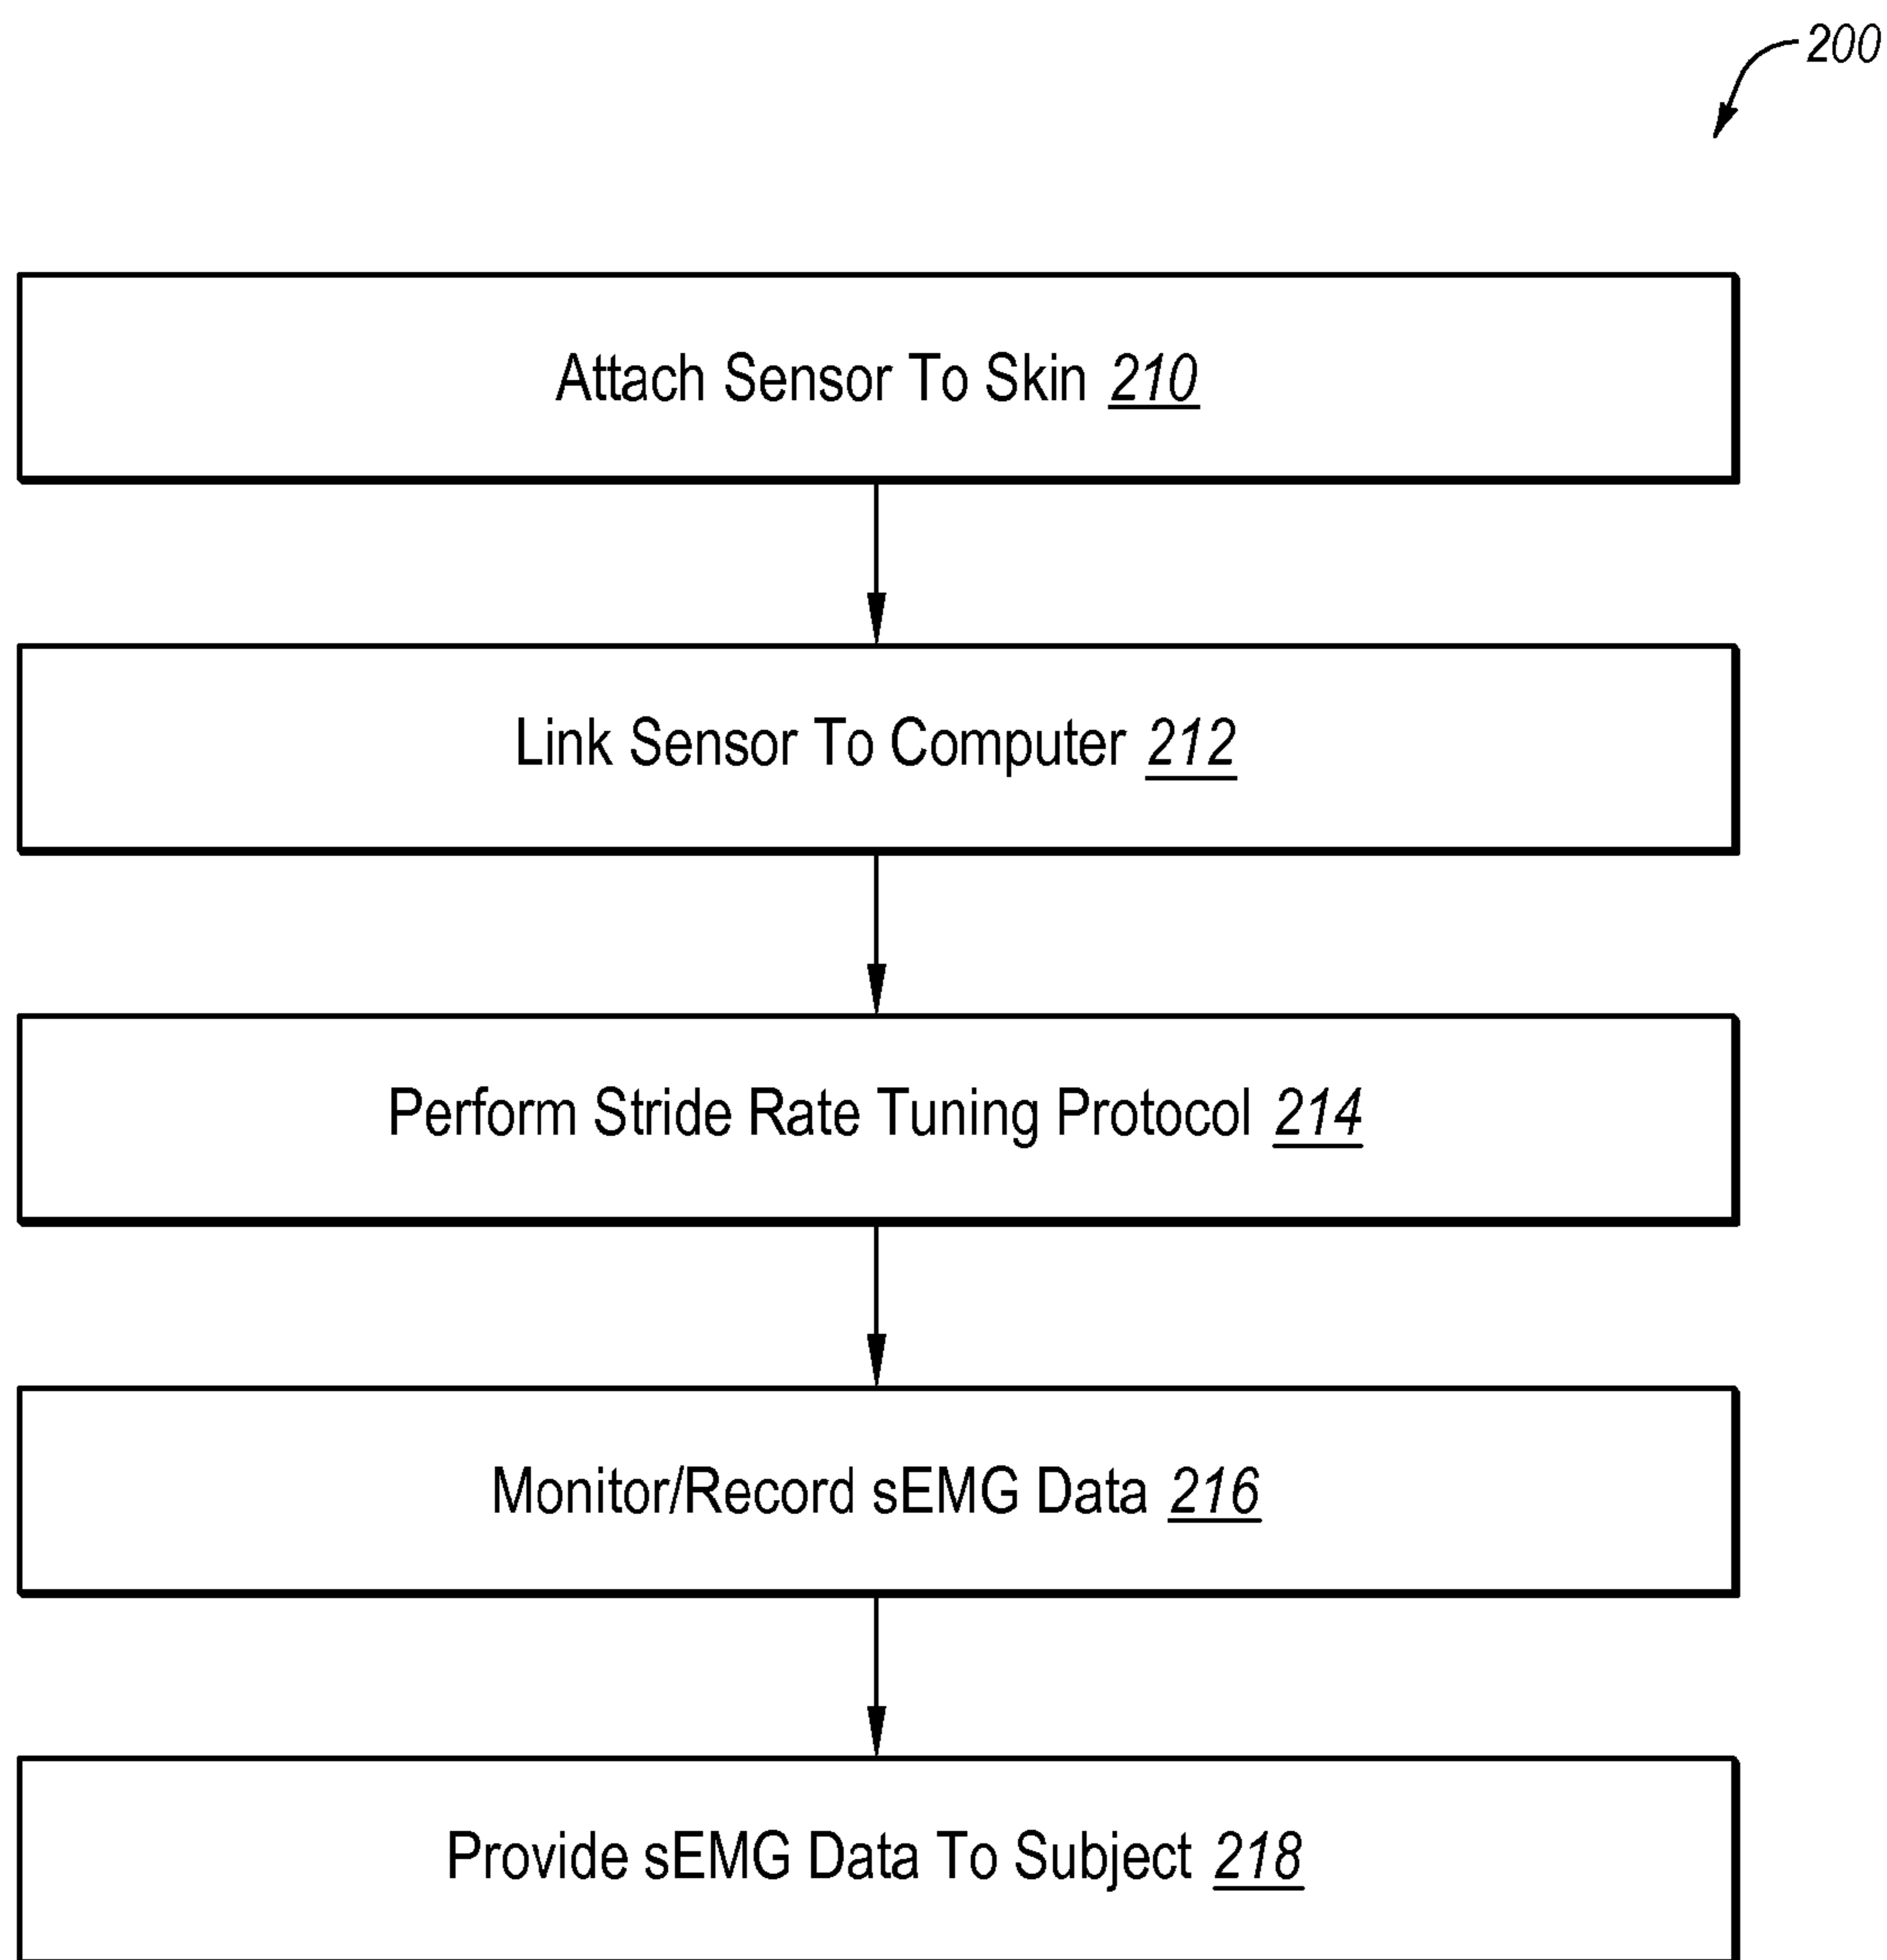 200
Attach Sensor To Skin 210
Link Sensor To Computer 212
Perform Stride Rate Tuning Protocol 214
Monitor/Record sEMG Data 216
Provide sEMG Data To Subject 218